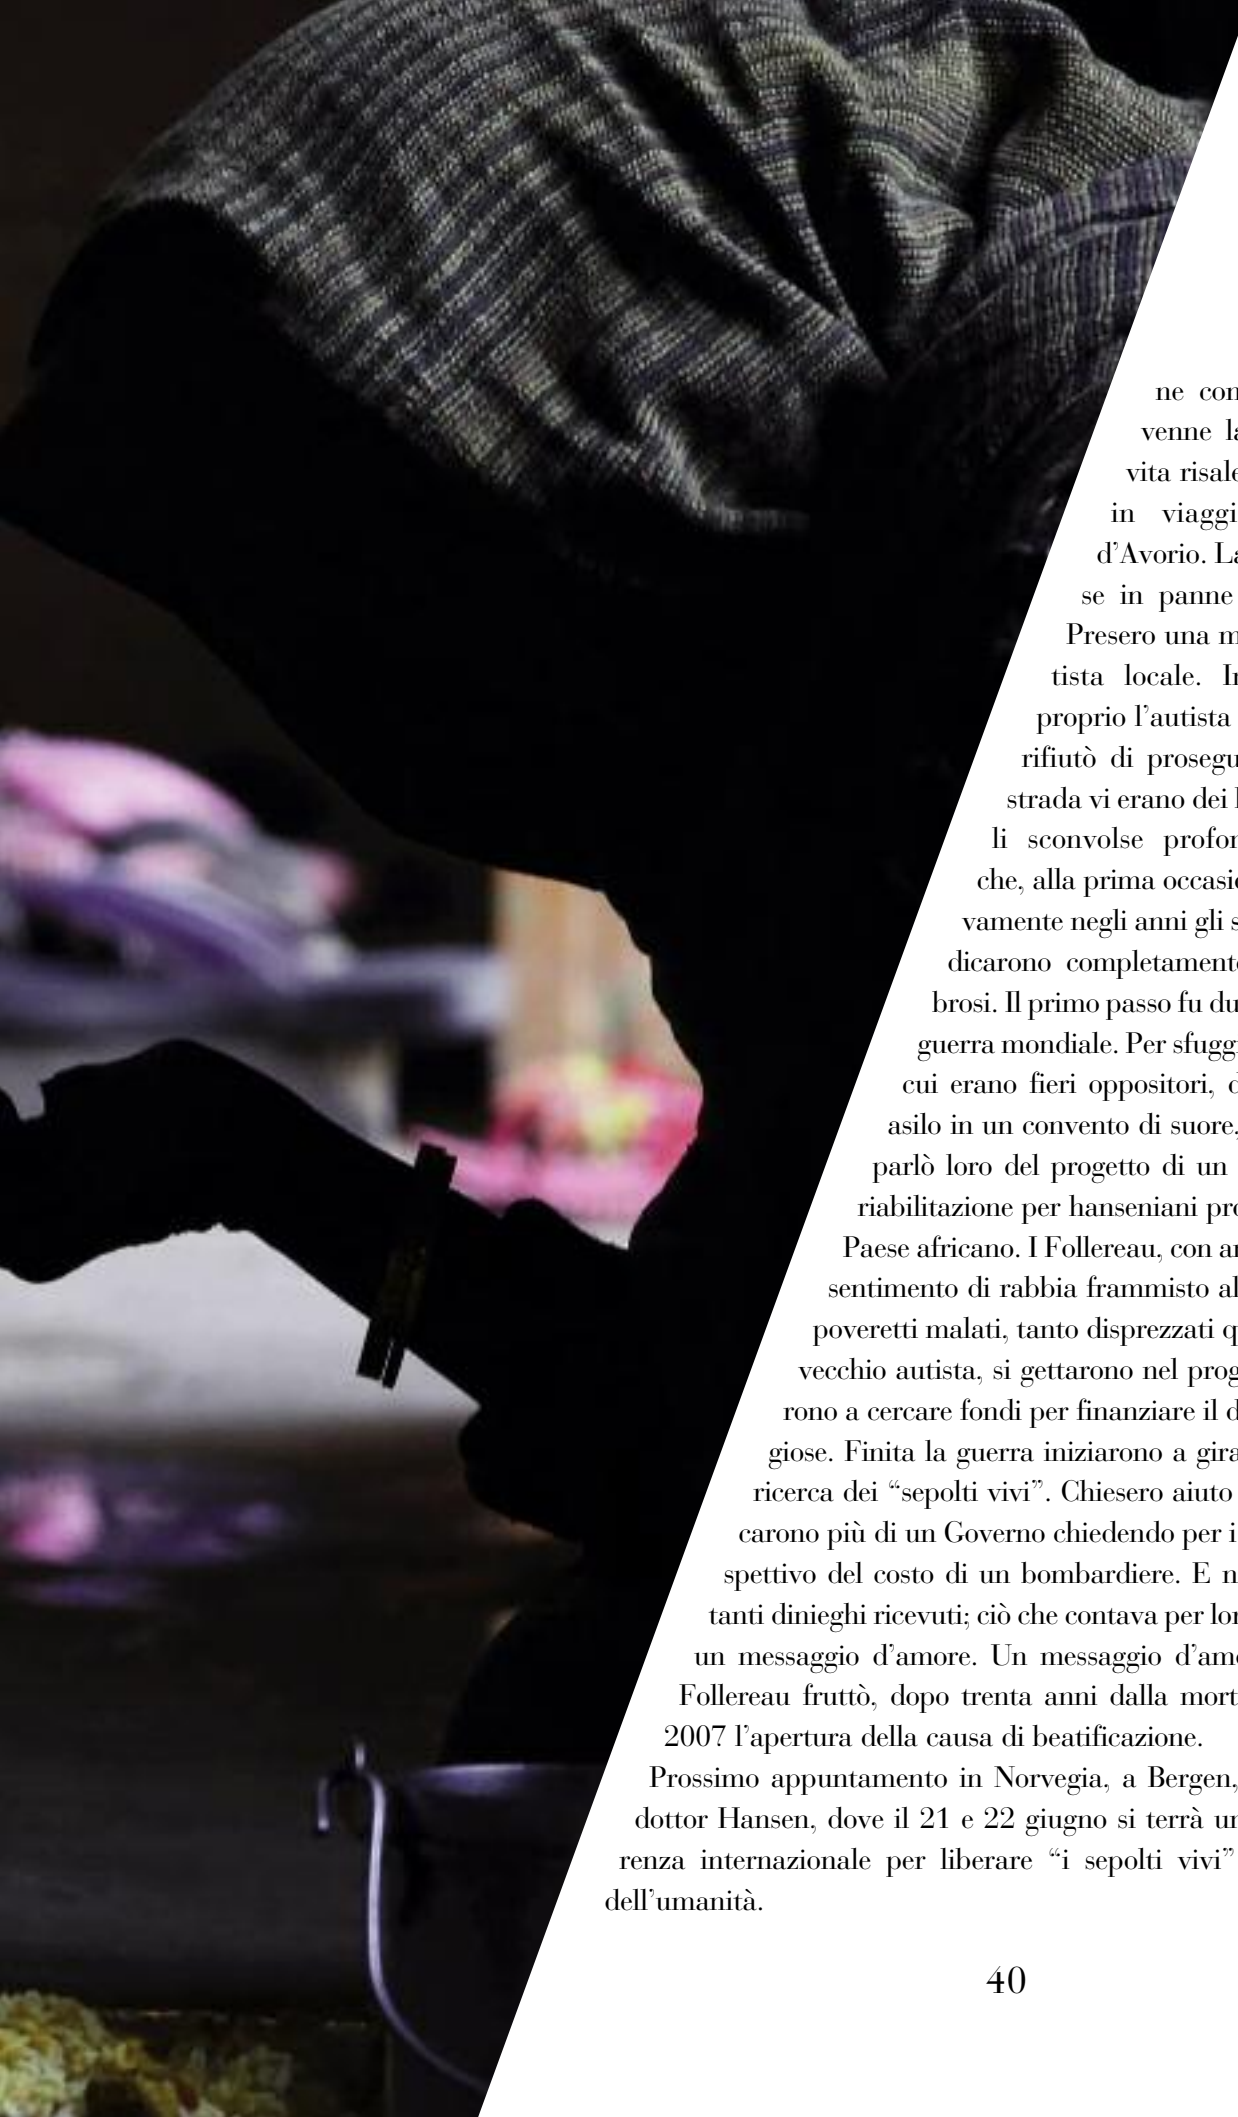 ne con
venne la
vita risale
in viaggi
d’Avorio. La
se in panne
Presero una m
tista locale. In
proprio l’autista
rifiutò di prosegu
strada vi erano dei l
li sconvolse profon
che, alla prima occasio
vamente negli anni gli s
dicarono completamente
brosi. Il primo passo fu du
guerra mondiale. Per sfuggi
cui erano fieri oppositori, d
asilo in un convento di suore,
parlò loro del progetto di un
riabilitazione per hanseniani pro
Paese africano. I Follereau, con an
sentimento di rabbia frammisto al
poveretti malati, tanto disprezzati q
vecchio autista, si gettarono nel prog
rono a cercare fondi per finanziare il d
giose. Finita la guerra iniziarono a gira
ricerca dei “sepolti vivi”. Chiesero aiuto
carono più di un Governo chiedendo per i
spettivo del costo di un bombardiere. E n
tanti dinieghi ricevuti; ciò che contava per lor
un messaggio d’amore. Un messaggio d’amo
Follereau fruttò, dopo trenta anni dalla mort
2007 l’apertura della causa di beatificazione.
Prossimo appuntamento in Norvegia, a Bergen,
dottor Hansen, dove il 21 e 22 giugno si terrà un
renza internazionale per liberare “i sepolti vivi”
dell’umanità.
40